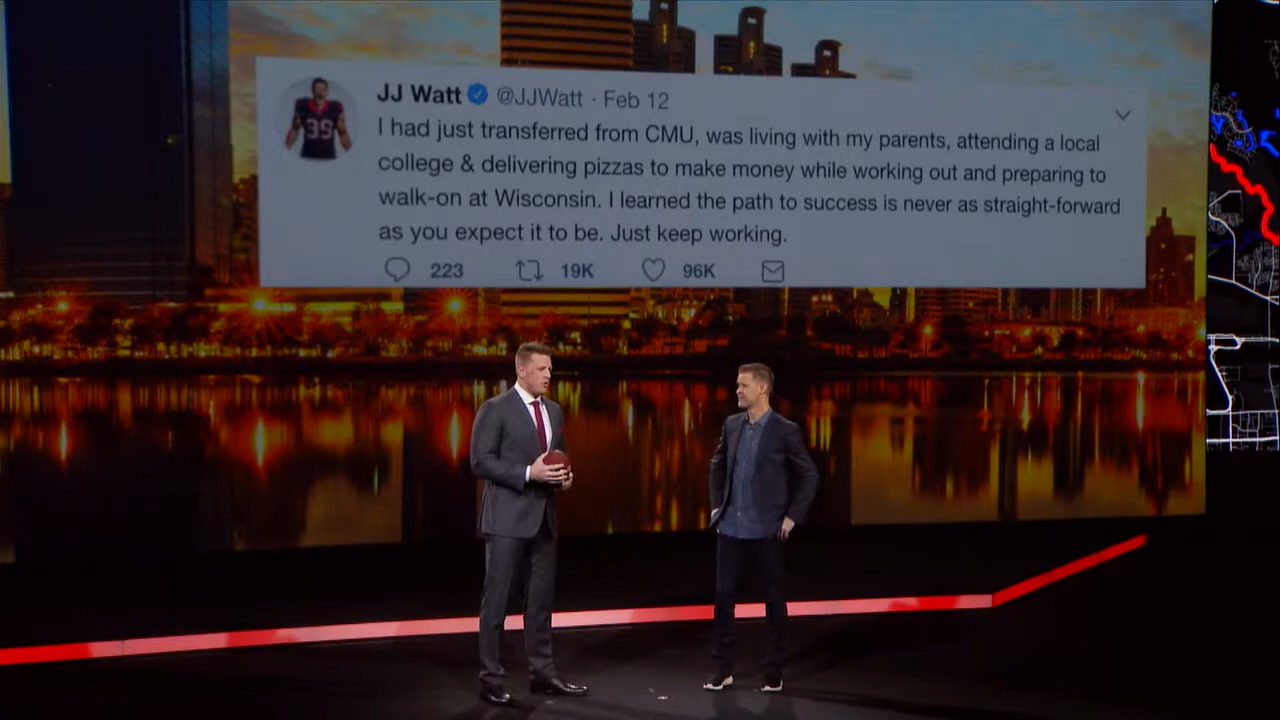 JJ Watt @JJWatt · Feb 12
I had just transferred from CMU, was living with my parents, attending a local
college & delivering pizzas to make money while working out and preparing to
walk-on at Wisconsin. I learned the path to success is never as straight-forward
as you expect it to be. Just keep working.
223 19K 96K
99